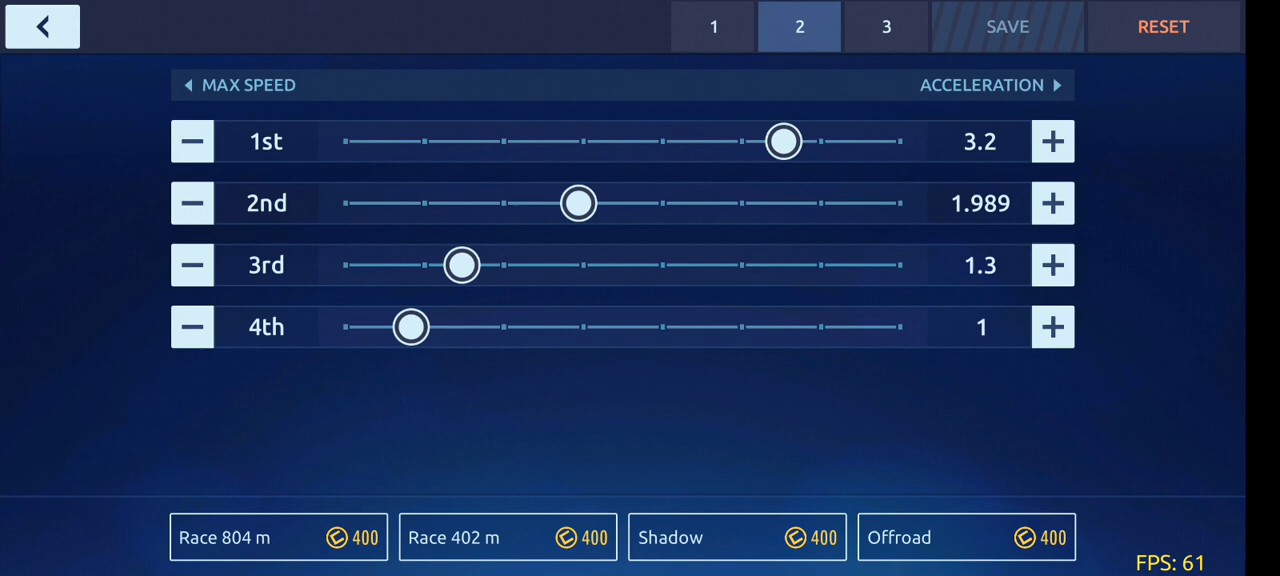 1 2 3 SAVE RESET
MAX SPEED ACCELERATION
1st 3.2
2nd 1.989
3rd 1.3
4th 1
Race 804 m 400 Race 402 m 400 Shadow 400 Offroad 400
FPS: 61